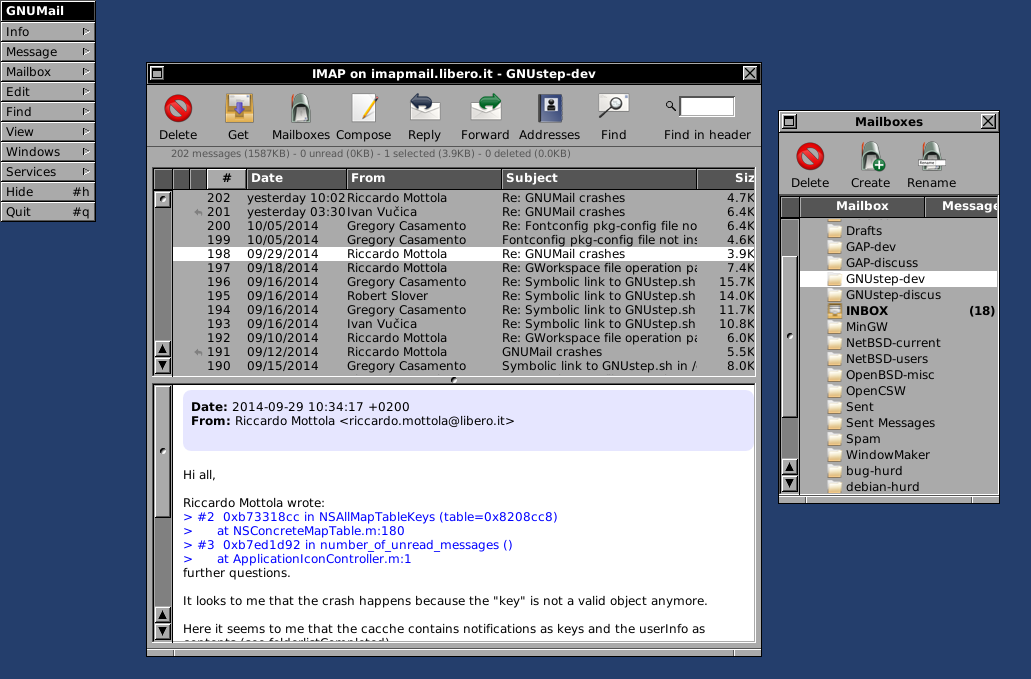 GNUMail
Info
Message
Mailbox
Edit
Find
View
Windows
Services
Hide #h
Quit #q
IMAP on imapmail.libero.it - GNUstep-dev
Delete Get Mailboxes Compose Reply Forward Addresses Find Find in header
202 messages (1587KB) - 0 unread (0KB) - 1 selected (3.9KB) - 0 deleted (0.0KB)
# Date From Subject Siz
202 yesterday 10:02 Riccardo Mottola Re: GNUMail crashes 4.7K
201 yesterday 03:30 Ivan Vučica Re: GNUMail crashes 6.4K
200 10/05/2014 Gregory Casamento Re: Fontconfig pkg-config file no 6.4K
199 10/05/2014 Gregory Casamento Fontconfig pkg-config file not ins 4.6K
198 09/29/2014 Riccardo Mottola Re: GNUMail crashes 3.9K
197 09/18/2014 Riccardo Mottola Re: GWorkspace file operation pa 7.4K
196 09/16/2014 Gregory Casamento Re: Symbolic link to GNUstep.sh 15.7K
195 09/16/2014 Robert Slover Re: Symbolic link to GNUstep.sh 14.0K
194 09/16/2014 Gregory Casamento Re: Symbolic link to GNUstep.sh 11.7K
193 09/16/2014 Ivan Vučica Re: Symbolic link to GNUstep.sh 10.8K
192 09/10/2014 Riccardo Mottola Re: GWorkspace file operation pa 6.0K
191 09/12/2014 Riccardo Mottola GNUMail crashes 5.5K
190 09/15/2014 Gregory Casamento Symbolic link to GNUstep.sh in / 8.0K
Date: 2014-09-29 10:34:17 +0200
From: Riccardo Mottola <riccardo.mottola@libero.it>
Hi all,
Riccardo Mottola wrote:
> #2 0xb73318cc in NSAllMapTableKeys (table=0x8208cc8)
> at NSConcreteMapTable.m:180
> #3 0xb7ed1d92 in number_of_unread_messages ()
> at ApplicationIconController.m:1
further questions.
It looks to me that the crash happens because the "key" is not a valid object anymore.
Here it seems to me that the cacche contains notifications as keys and the userInfo as
contents (see folderlistCompleted)
Mailboxes
Delete Create Rename
Mailbox Message
Drafts
GAP-dev
GAP-discuss
GNUstep-dev
GNUstep-discus
INBOX (18)
MinGW
NetBSD-current
NetBSD-users
OpenBSD-misc
OpenCSW
Sent
Sent Messages
Spam
WindowMaker
bug-hurd
debian-hurd